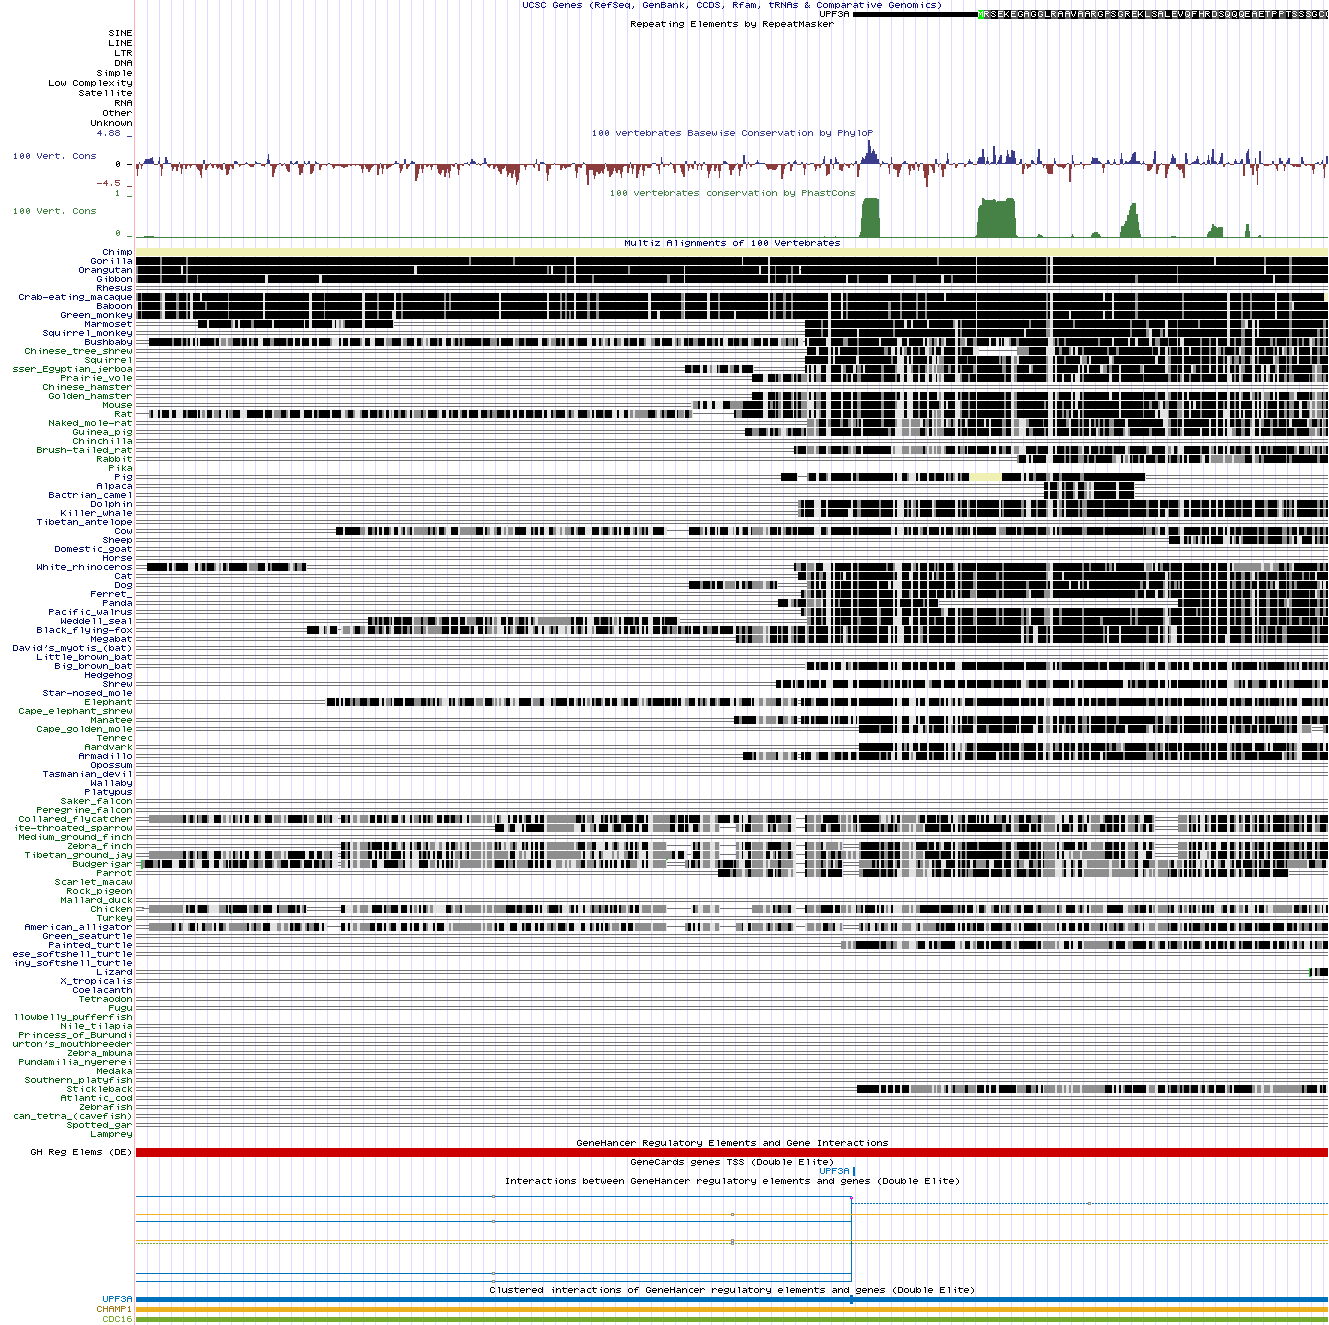 UCSC Genes (RefSeq, GenBank, CCDS, Rfam, tRNAs & Comparative Genomics)
UPF3A
MRSEKEGAGGLRAAVAARGPSGREKLSALEVQFHRDSQQQEAETPPTSSSGC
Repeating Elements by RepeatMasker
SINE
LINE
LTR
DNA
Simple
Low Complexity
Satellite
RNA
Other
Unknown
4.88 _
100 vertebrates Basewise Conservation by PhyloP
100 Vert. Cons
0 _
-4.5 _
100 vertebrates conservation by PhastCons
1 _
100 Vert. Cons
0 _
Multiz Alignments of 100 Vertebrates
Chimp
Gorilla
Orangutan
Gibbon
Rhesus
Crab-eating_macaque
Baboon
Green_monkey
Marmoset
Squirrel_monkey
Bushbaby
Chinese_tree_shrew
Squirrel
sser_Egyptian_jerboa
Prairie_vole
Chinese_hamster
Golden_hamster
Mouse
Rat
Naked_mole-rat
Guinea_pig
Chinchilla
Brush-tailed_rat
Rabbit
Pika
Pig
Alpaca
Bactrian_camel
Dolphin
Killer_whale
Tibetan_antelope
Cow
Sheep
Domestic_goat
Horse
White_rhinoceros
Cat
Dog
Ferret_
Panda
Pacific_walrus
Weddell_seal
Black_flying-fox
Megabat
David's_myotis_(bat)
Little_brown_bat
Big_brown_bat
Hedgehog
Shrew
Star-nosed_mole
Elephant
Cape_elephant_shrew
Manatee
Cape_golden_mole
Tenrec
Aardvark
Armadillo
Opossum
Tasmanian_devil
Wallaby
Platypus
Saker_falcon
Peregrine_falcon
Collared_flycatcher
ite-throated_sparrow
Medium_ground_finch
Zebra_finch
Tibetan_ground_jay
Budgerigar
Parrot
Scarlet_macaw
Rock_pigeon
Mallard_duck
Chicken
Turkey
American_alligator
Green_seaturtle
Painted_turtle
ese_softshell_turtle
iny_softshell_turtle
Lizard
X_tropicalis
Coelacanth
Tetraodon
Fugu
llowbelly_pufferfish
Nile_tilapia
Princess_of_Burundi
urton's_mouthbreeder
Zebra_mbuna
Pundamilia_nyererei
Medaka
Southern_platyfish
Stickleback
Atlantic_cod
Zebrafish
can_tetra_(cavefish)
Spotted_gar
Lamprey
GeneHancer Regulatory Elements and Gene Interactions
GH Reg Elems (DE)
GeneCards genes TSS (Double Elite)
UPF3A
Interactions between GeneHancer regulatory elements and genes (Double Elite)
Clustered interactions of GeneHancer regulatory elements and genes (Double Elite)
UPF3A
CHAMP1
CDC16